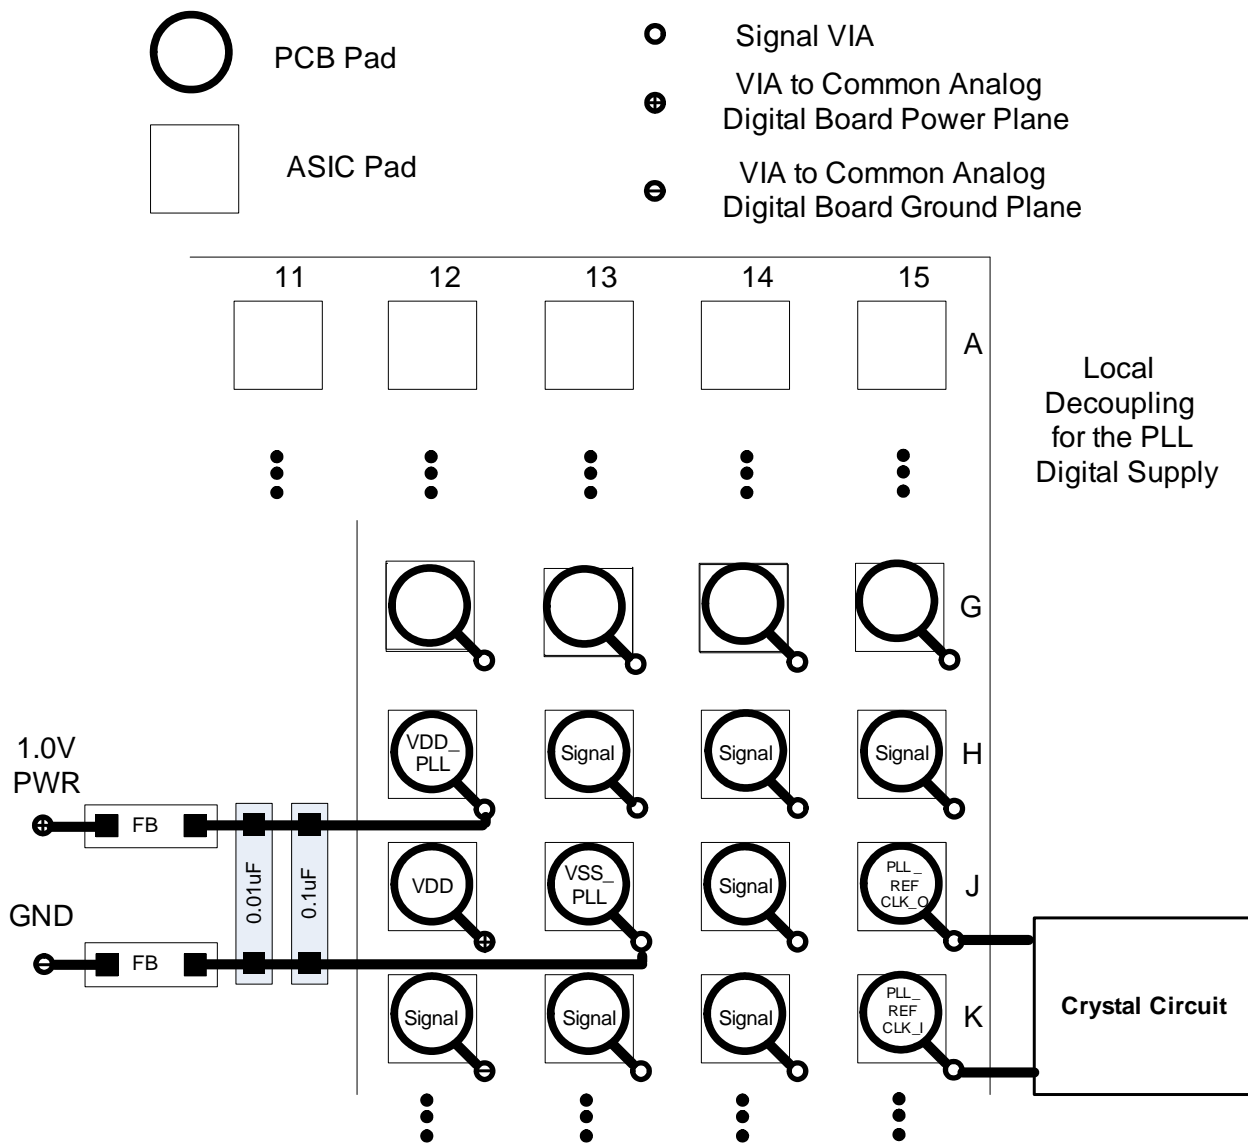 PCB Pad
Signal VIA
VIA to Common Analog
Digital Board Power Plane
ASIC Pad
VIA to Common Analog
Digital Board Ground Plane
11 12 13 14 15
A
Local
Decoupling
for the PLL
Digital Supply
G
1.0V
PWR
VDD_
PLL
Signal
Signal
Signal
H
FB
0.01uF
0.1uF
VDD
VSS_
PLL
Signal
PLL_
REF
CLK_O
J
GND
FB
Signal
Signal
Signal
PLL_
REF
CLK_I
K
Crystal Circuit